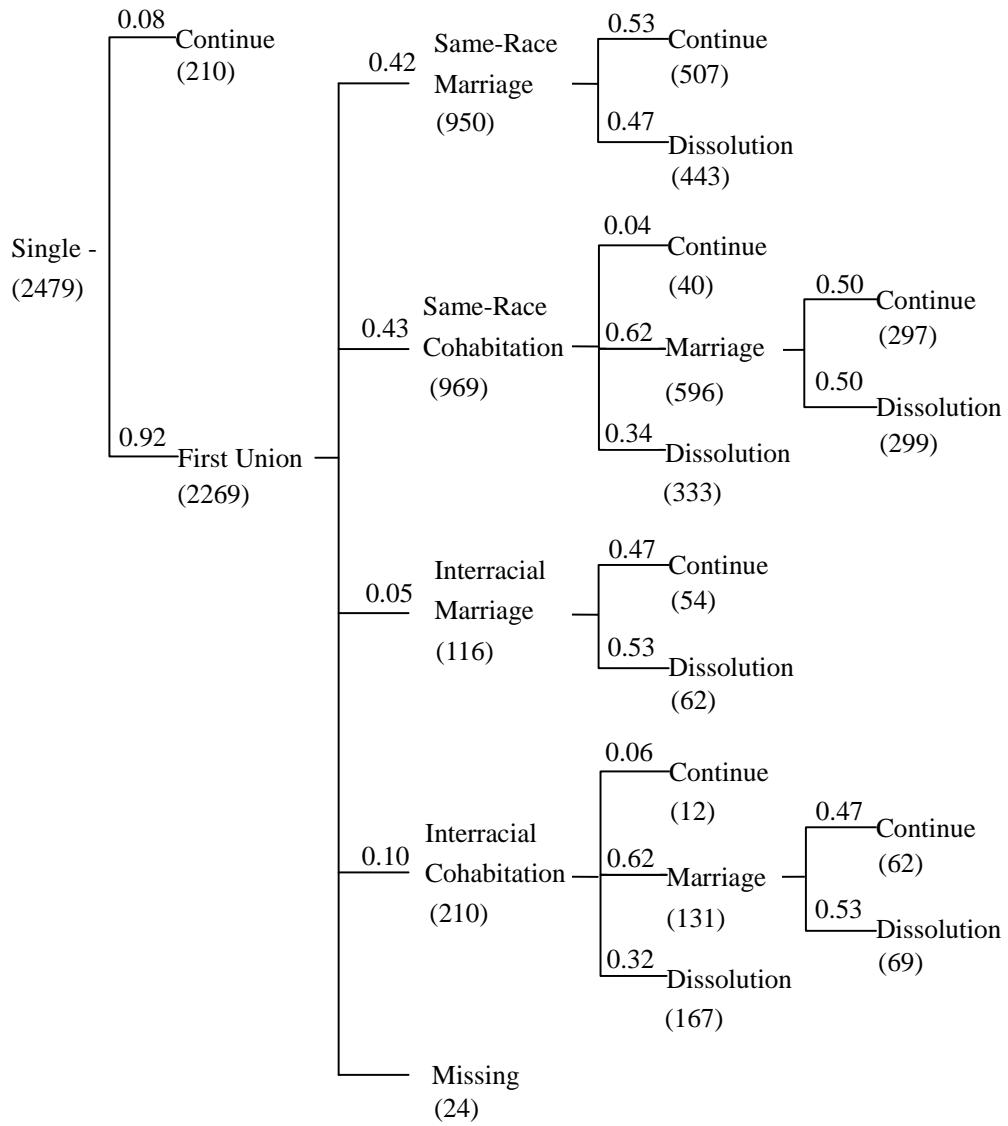 Single -
(2479)
0.08
Continue
(210)
0.92
First Union
(2269)
0.42
Same-Race
Marriage
(950)
0.53
Continue
(507)
0.47
Dissolution
(443)
0.43
Same-Race
Cohabitation
(969)
0.04
Continue
(40)
0.62
Marriage
(596)
0.50
Continue
(297)
0.50
Dissolution
(299)
0.34
Dissolution
(333)
0.05
Interracial
Marriage
(116)
0.47
Continue
(54)
0.53
Dissolution
(62)
0.10
Interracial
Cohabitation
(210)
0.06
Continue
(12)
0.62
Marriage
(131)
0.47
Continue
(62)
0.53
Dissolution
(69)
0.32
Dissolution
(167)
Missing
(24)